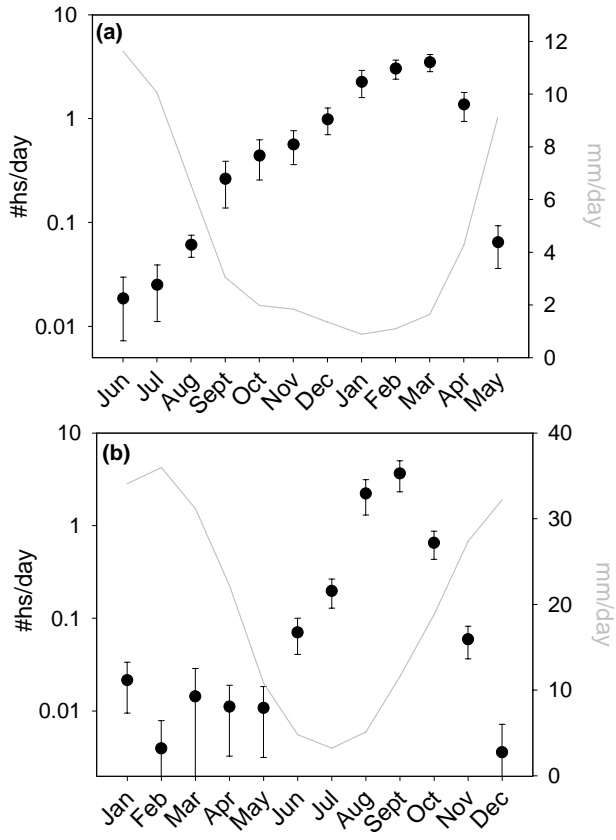 (a)
10
1
0.1
0.01
#hs/day
12
10
8
6
4
2
0
mm/day
Jun Jul Aug Sept Oct Nov Dec Jan Feb Mar Apr May
(b)
10
1
0.1
0.01
#hs/day
40
30
20
10
0
mm/day
Jan Feb Mar Apr May Jun Jul Aug Sept Oct Nov Dec